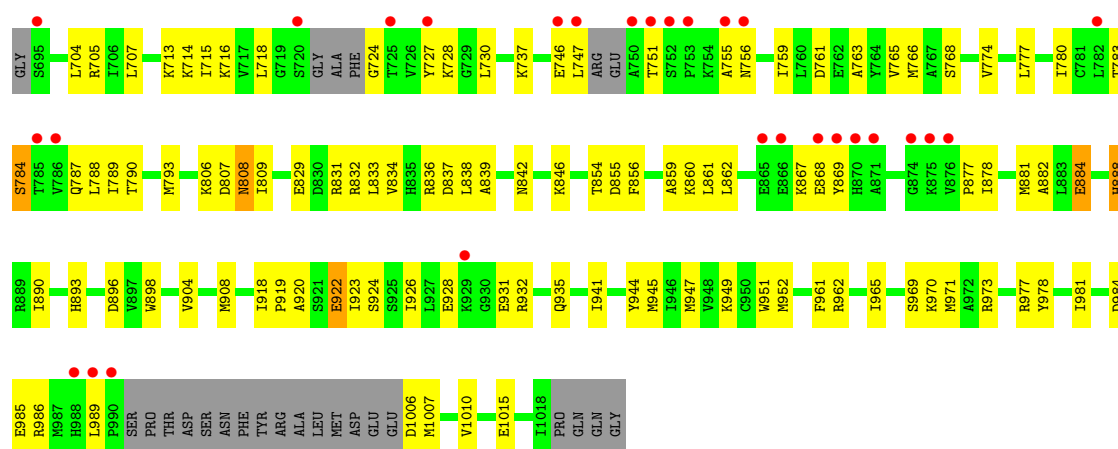 GLY S695 L704 R705 I706 L707 K713 K714 I715 K716 V717 L718 G719 S720 GLY ALA PHE G724 T725 V726 Y727 K728 G729 L730 K737 E746 L747 ARG GLU A750 T751 S752 P753 K754 A755 N756 I759 L760 D761 E762 A763 Y764 V765 M766 A767 S768 V774 L777 I780 C781 L782 T783
S784 T785 V786 Q787 L788 I789 T790 M793 K806 D807 N808 I809 E829 D830 R831 R832 L833 V834 H835 R836 D837 L838 A839 N842 K846 T854 D855 F856 A859 K860 L861 L862 E865 E866 K867 E868 Y869 H870 A871 G874 K875 V876 P877 I878 M881 A882 L883 E884 H888
R889 I890 H893 D896 V897 W898 V904 M908 I918 P919 A920 S921 E922 I923 S924 S925 I926 L927 E928 K929 G930 E931 R932 Q935 I941 Y944 M945 I946 M947 V948 K949 C950 W951 M952 F961 R962 I965 S969 K970 M971 A972 R973 R977 Y978 I981 D984
E985 R986 M987 H988 L989 P990 SER PRO THR ASP SER ASN PHE TYR ARG ALA LEU MET ASP GLU GLU D1006 M1007 V1010 E1015 I1018 PRO GLN GLN GLY